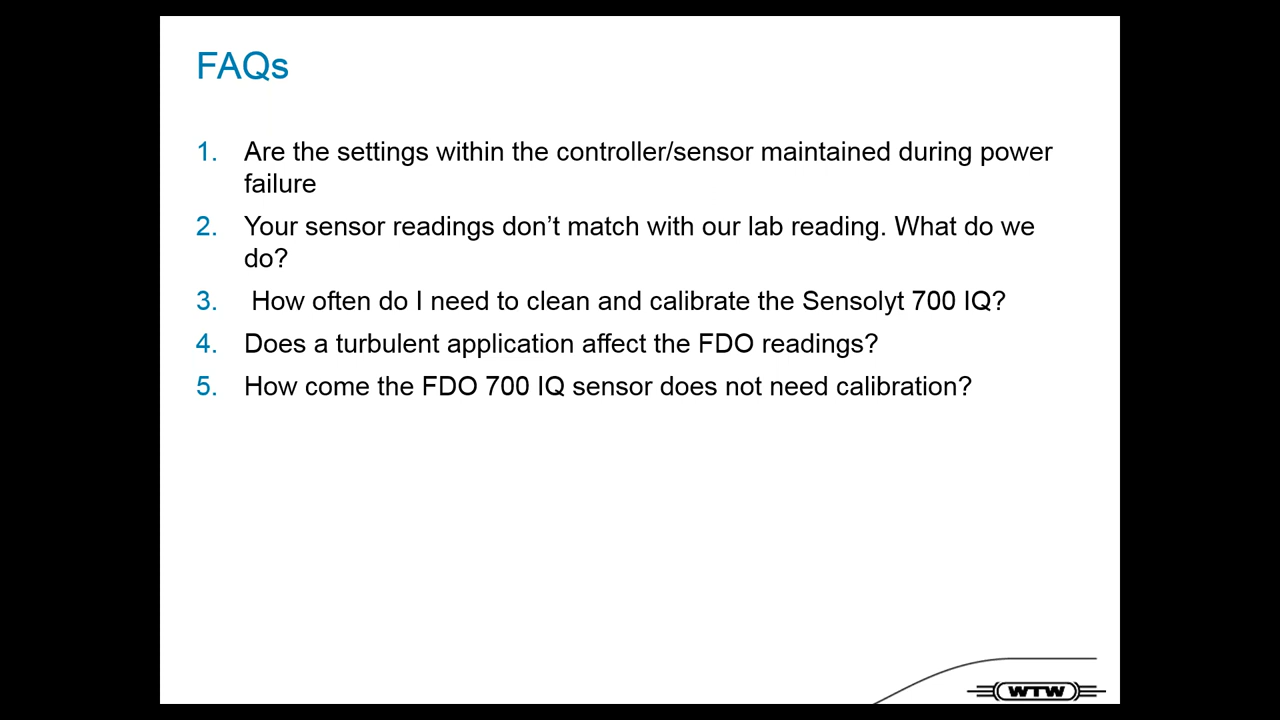 FAQs
1. Are the settings within the controller/sensor maintained during power
failure
2. Your sensor readings don’t match with our lab reading. What do we
do?
3. How often do I need to clean and calibrate the Sensolyt 700 IQ?
4. Does a turbulent application affect the FDO readings?
5. How come the FDO 700 IQ sensor does not need calibration?
WTW